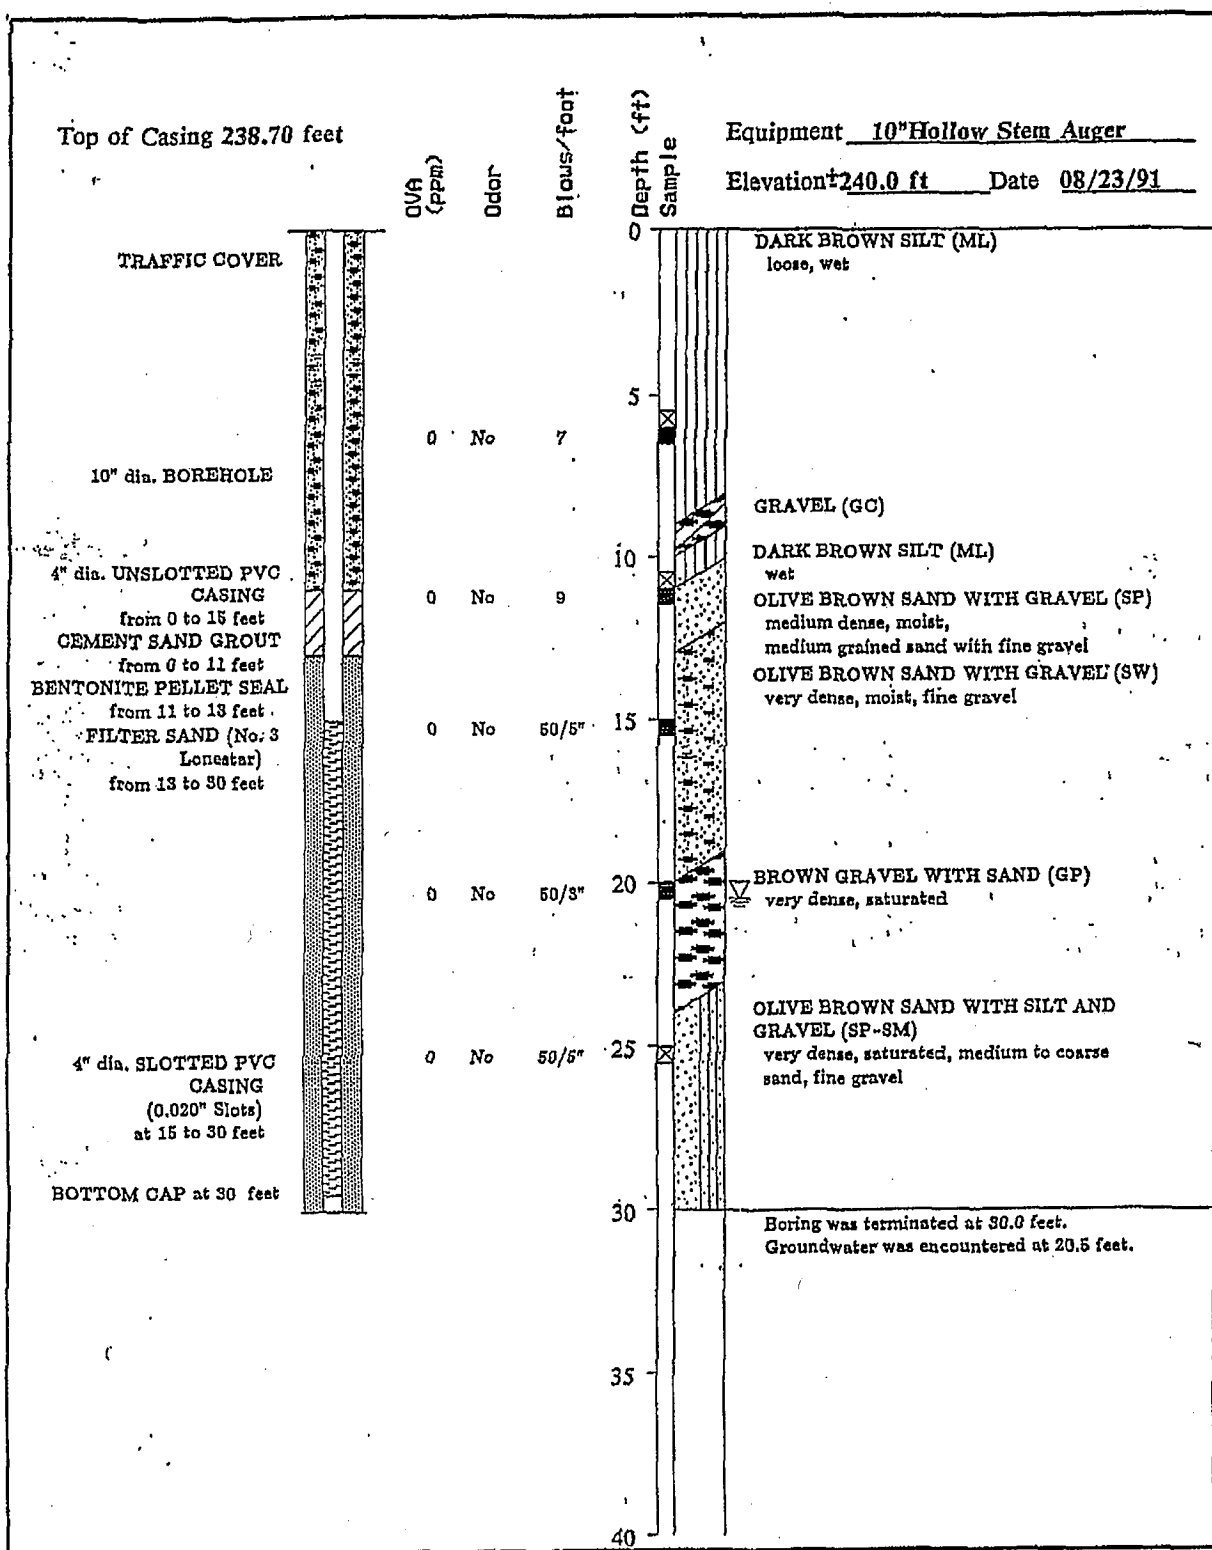 Top of Casing 238.70 feet
OVA (ppm)
Odor
Blows/foot
Depth (ft)
Sample
Equipment 10"Hollow Stem Auger
Elevation ±240.0 ft Date 08/23/91
TRAFFIC COVER
10" dia. BOREHOLE
4" dia. UNSLOTTED PVC
CASING
from 0 to 15 feet
CEMENT SAND GROUT
from 0 to 11 feet
BENTONITE PELLET SEAL
from 11 to 13 feet
FILTER SAND (No. 3
Lonestar)
from 13 to 30 feet
4" dia. SLOTTED PVC
CASING
(0.020" Slots)
at 15 to 30 feet
BOTTOM CAP at 30 feet
0 No 7
0 No 9
0 No 50/5"
0 No 50/3"
0 No 50/5"
0
5
10
15
20
25
30
35
40
DARK BROWN SILT (ML)
loose, wet
GRAVEL (GC)
DARK BROWN SILT (ML)
wet
OLIVE BROWN SAND WITH GRAVEL (SP)
medium dense, moist,
medium grained sand with fine gravel
OLIVE BROWN SAND WITH GRAVEL (SW)
very dense, moist, fine gravel
BROWN GRAVEL WITH SAND (GP)
very dense, saturated
OLIVE BROWN SAND WITH SILT AND
GRAVEL (SP-SM)
very dense, saturated, medium to coarse
sand, fine gravel
Boring was terminated at 30.0 feet.
Groundwater was encountered at 20.5 feet.